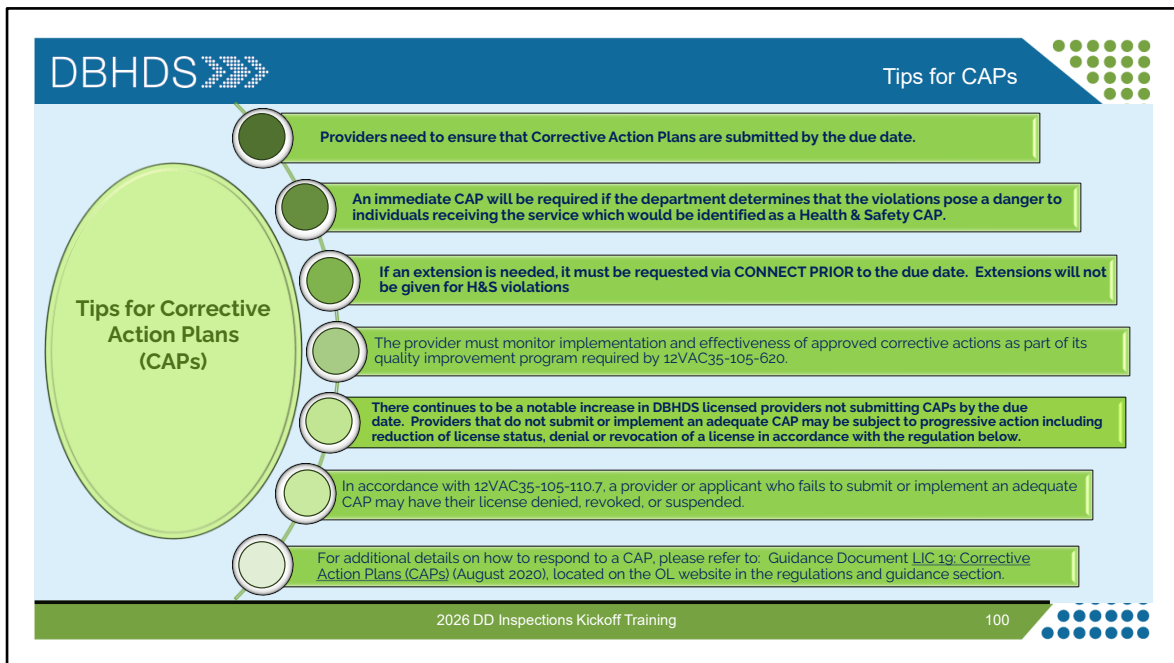 DBHDS
Tips for CAPs
Tips for Corrective
Action Plans
(CAPs)
Providers need to ensure that Corrective Action Plans are submitted by the due date.
An immediate CAP will be required if the department determines that the violations pose a danger to
individuals receiving the service which would be identified as a Health & Safety CAP.
If an extension is needed, it must be requested via CONNECT PRIOR to the due date.  Extensions will not
be given for H&S violations
The provider must monitor implementation and effectiveness of approved corrective actions as part of its
quality improvement program required by 12VAC35-105-620.
There continues to be a notable increase in DBHDS licensed providers not submitting CAPs by the due
date.  Providers that do not submit or implement an adequate CAP may be subject to progressive action including
reduction of license status, denial or revocation of a license in accordance with the regulation below.
In accordance with 12VAC35-105-110.7, a provider or applicant who fails to submit or implement an adequate
CAP may have their license denied, revoked, or suspended.
For additional details on how to respond to a CAP, please refer to:  Guidance Document LIC 19: Corrective
Action Plans (CAPs) (August 2020), located on the OL website in the regulations and guidance section.
2026 DD Inspections Kickoff Training
100